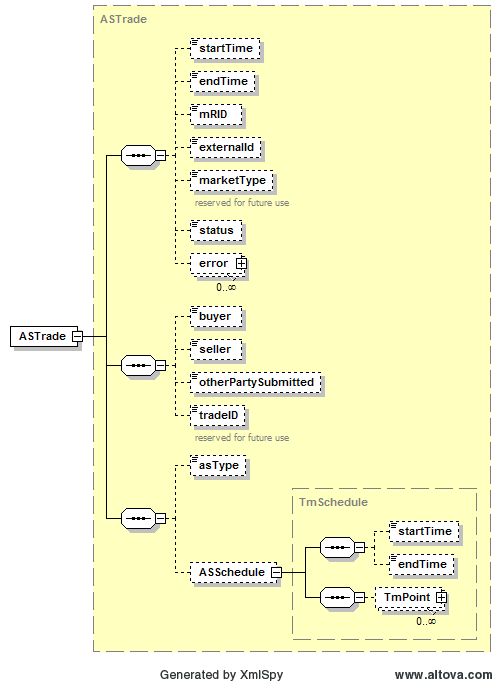 ASTrade
startTime
endTime
mRID
externalId
marketType
reserved for future use
status
error
0..∞
ASTrade
buyer
seller
otherPartySubmitted
tradeID
reserved for future use
asType
TmSchedule
startTime
endTime
ASSchedule
TmPoint
0..∞
Generated by XmlSpy
www.altova.com